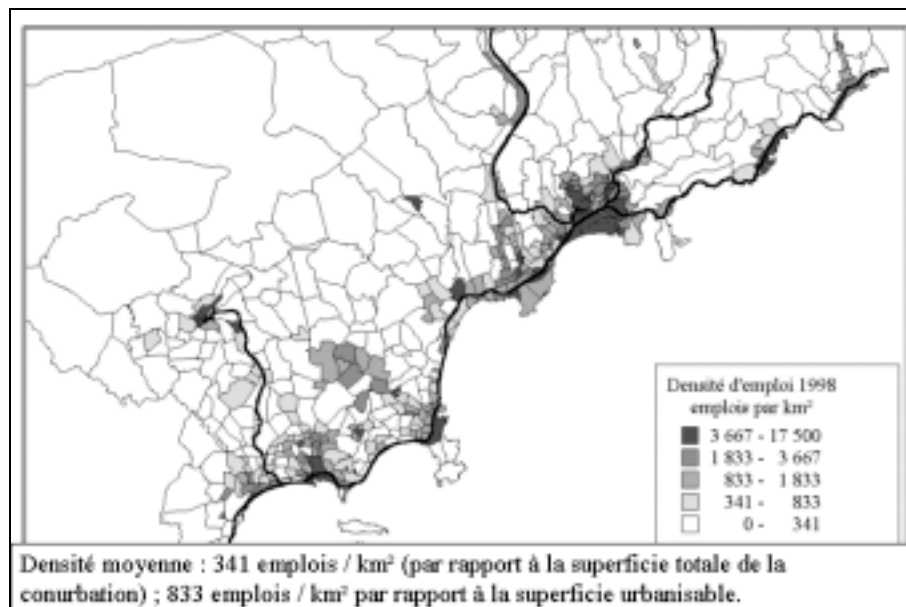 Densité d'emploi 1998
emplois par km²
3 667 - 17 500
1 833 - 3 667
833 - 1 833
341 - 833
0 - 341
Densité moyenne : 341 emplois / km² (par rapport à la superficie totale de la
conurbation) ; 833 emplois / km² par rapport à la superficie urbanisable.